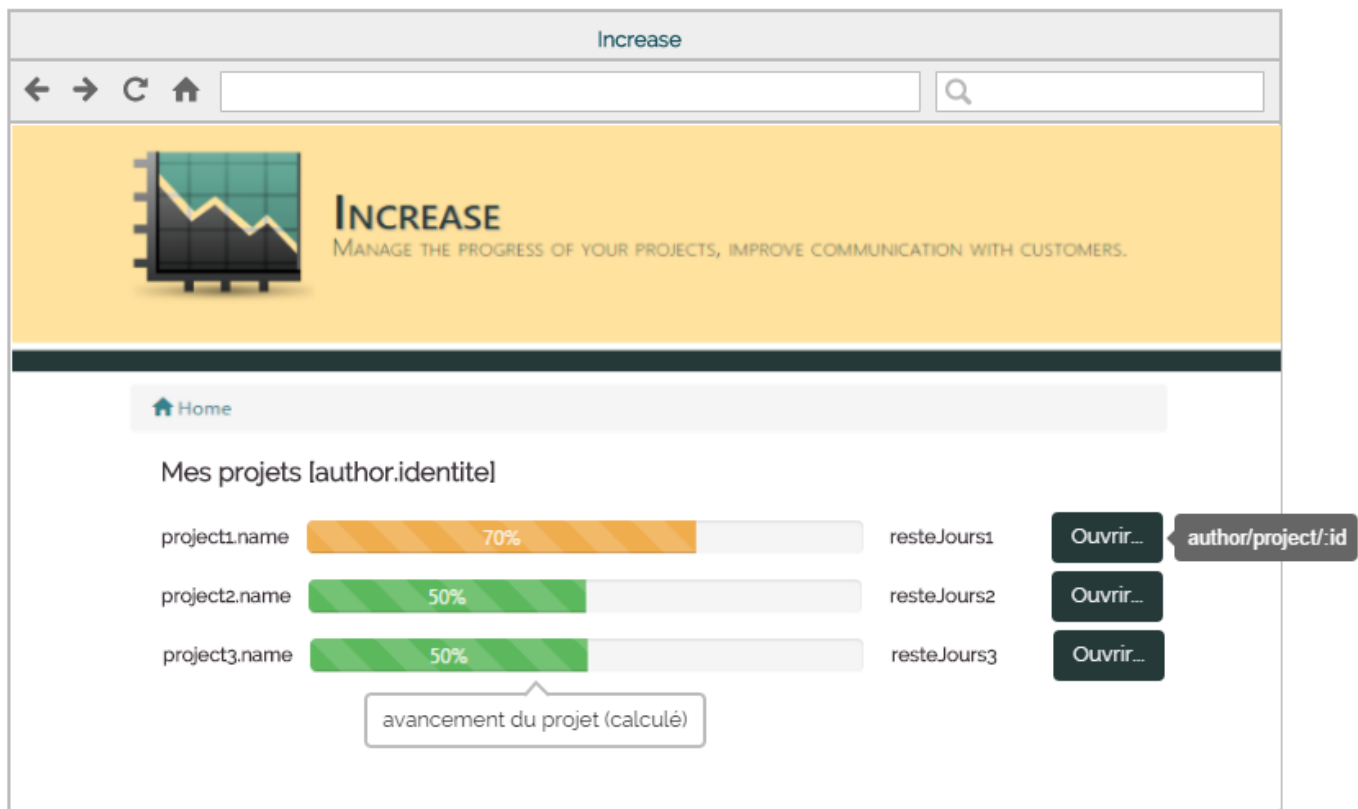 Increase
INCREASE
MANAGE THE PROGRESS OF YOUR PROJECTS, IMPROVE COMMUNICATION WITH CUSTOMERS.
Home
Mes projets [author.identite]
project1.name 70% resteJours1 Ouvrir... author/project/:id
project2.name 50% resteJours2 Ouvrir...
project3.name 50% resteJours3 Ouvrir...
avancement du projet (calculé)